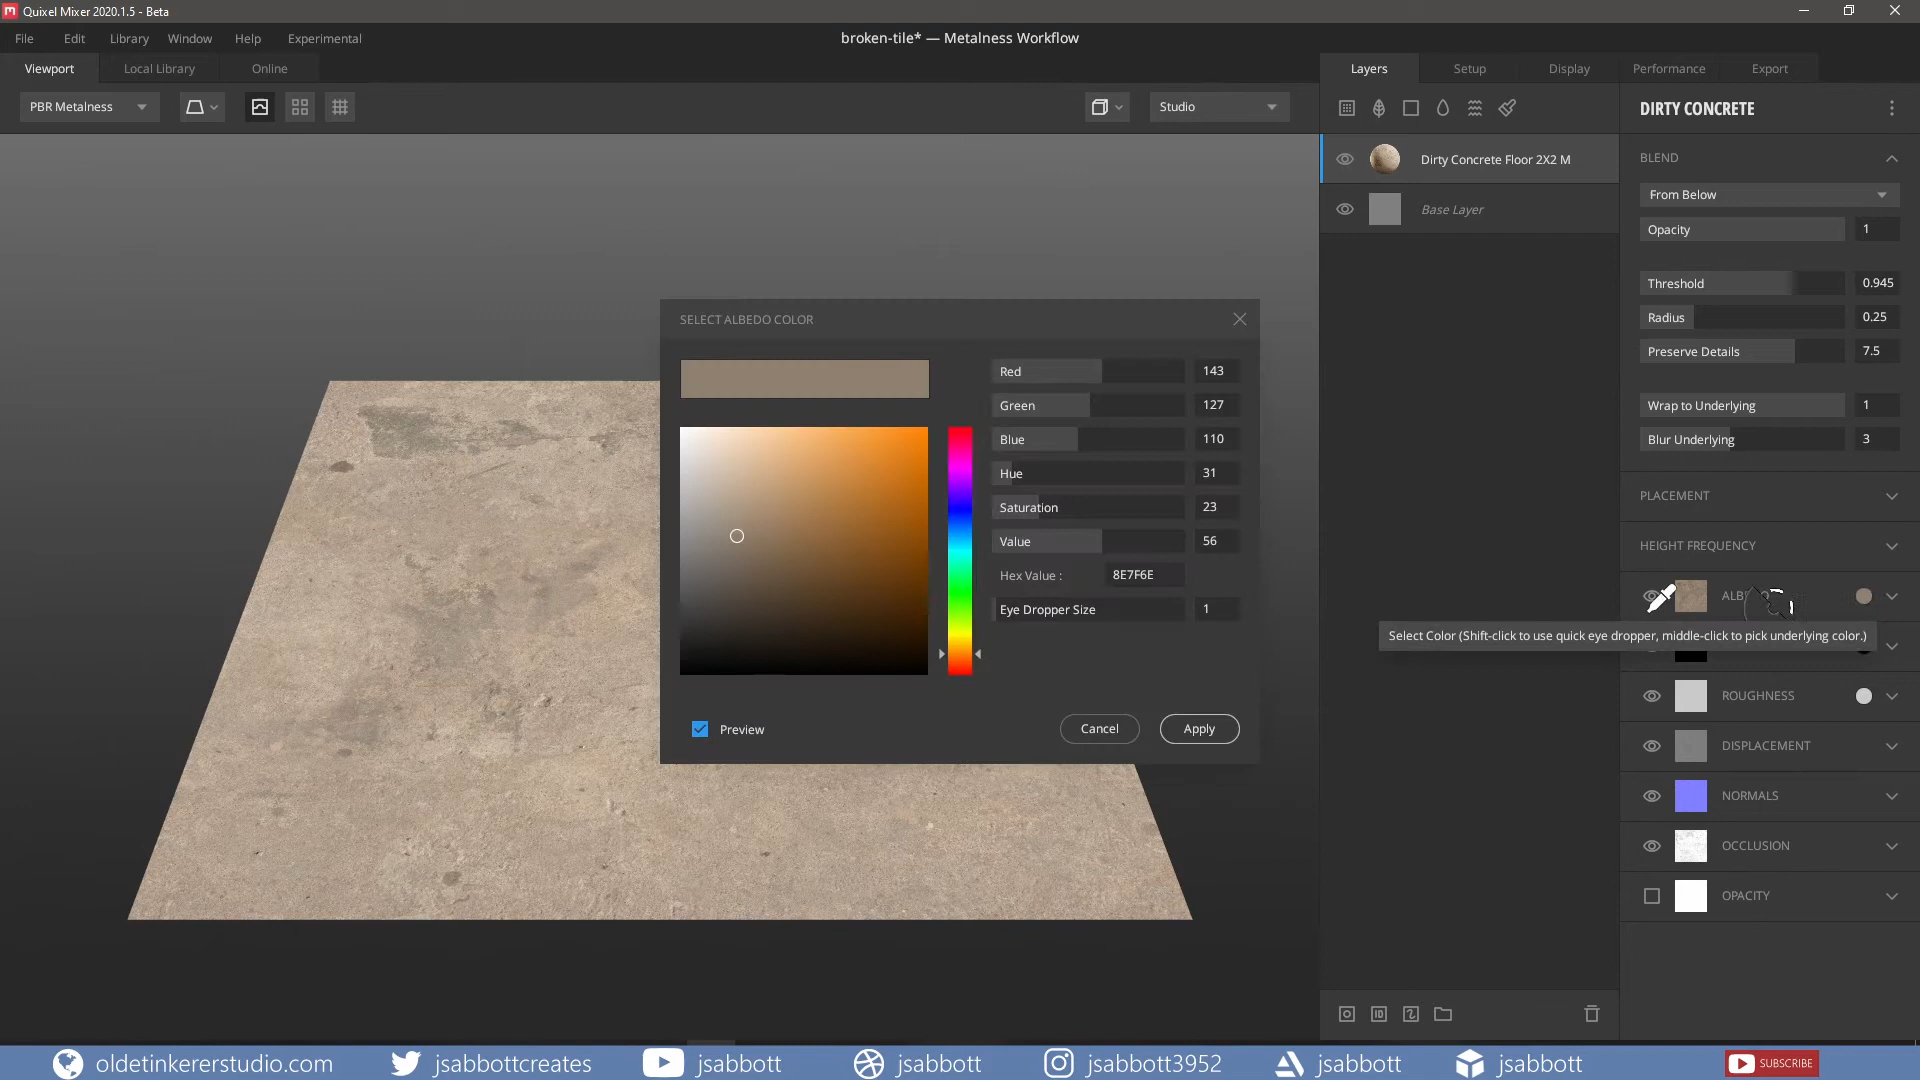 Quixel Mixer 2020.1.5 - Beta
File Edit Library Window Help Experimental
broken-tile* — Metalness Workflow
Viewport Local Library Online
Layers Setup Display Performance Export
PBR Metalness
Studio
DIRTY CONCRETE
BLEND
Dirty Concrete Floor 2X2 M
From Below
Base Layer
Opacity 1
Threshold 0.945
Radius 0.25
Preserve Details 7.5
Wrap to Underlying 1
Blur Underlying 3
PLACEMENT
HEIGHT FREQUENCY
SELECT ALBEDO COLOR
Red 143
Green 127
Blue 110
Hue 31
Saturation 23
Value 56
Hex Value : 8E7F6E
Eye Dropper Size 1
Preview
Cancel Apply
Select Color (Shift-click to use quick eye dropper, middle-click to pick underlying color.)
ROUGHNESS
DISPLACEMENT
NORMALS
OCCLUSION
OPACITY
oldetinkererstudio.com jsabbottcreates jsabbott jsabbott jsabbott3952 jsabbott jsabbott SUBSCRIBE